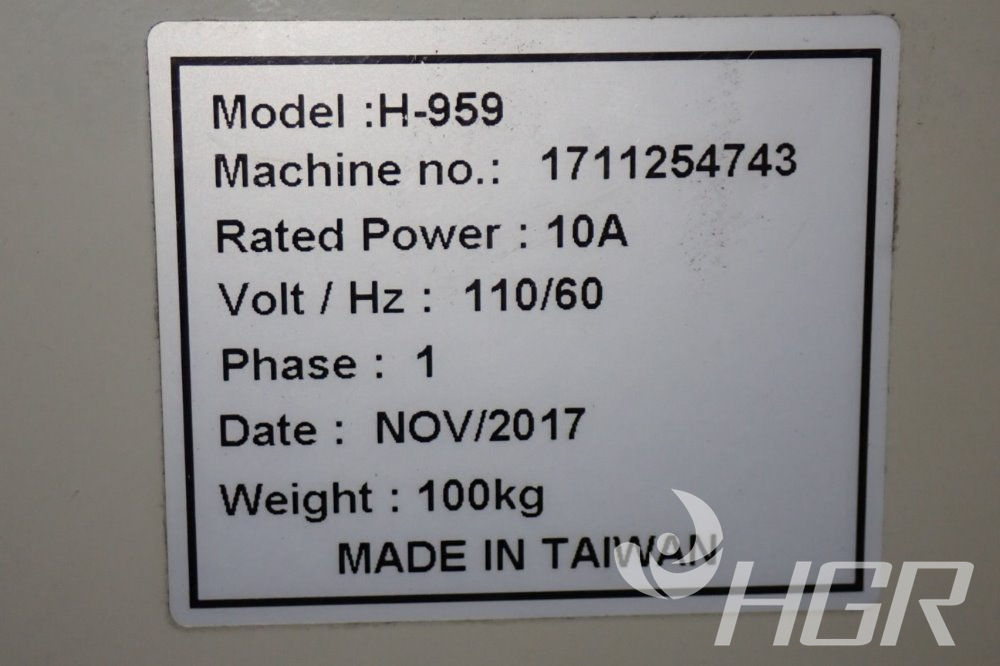 Model :H-959
Machine no.: 1711254743
Rated Power : 10A
Volt / Hz : 110/60
Phase : 1
Date : NOV/2017
Weight : 100kg
MADE IN TAIWAN
HGR